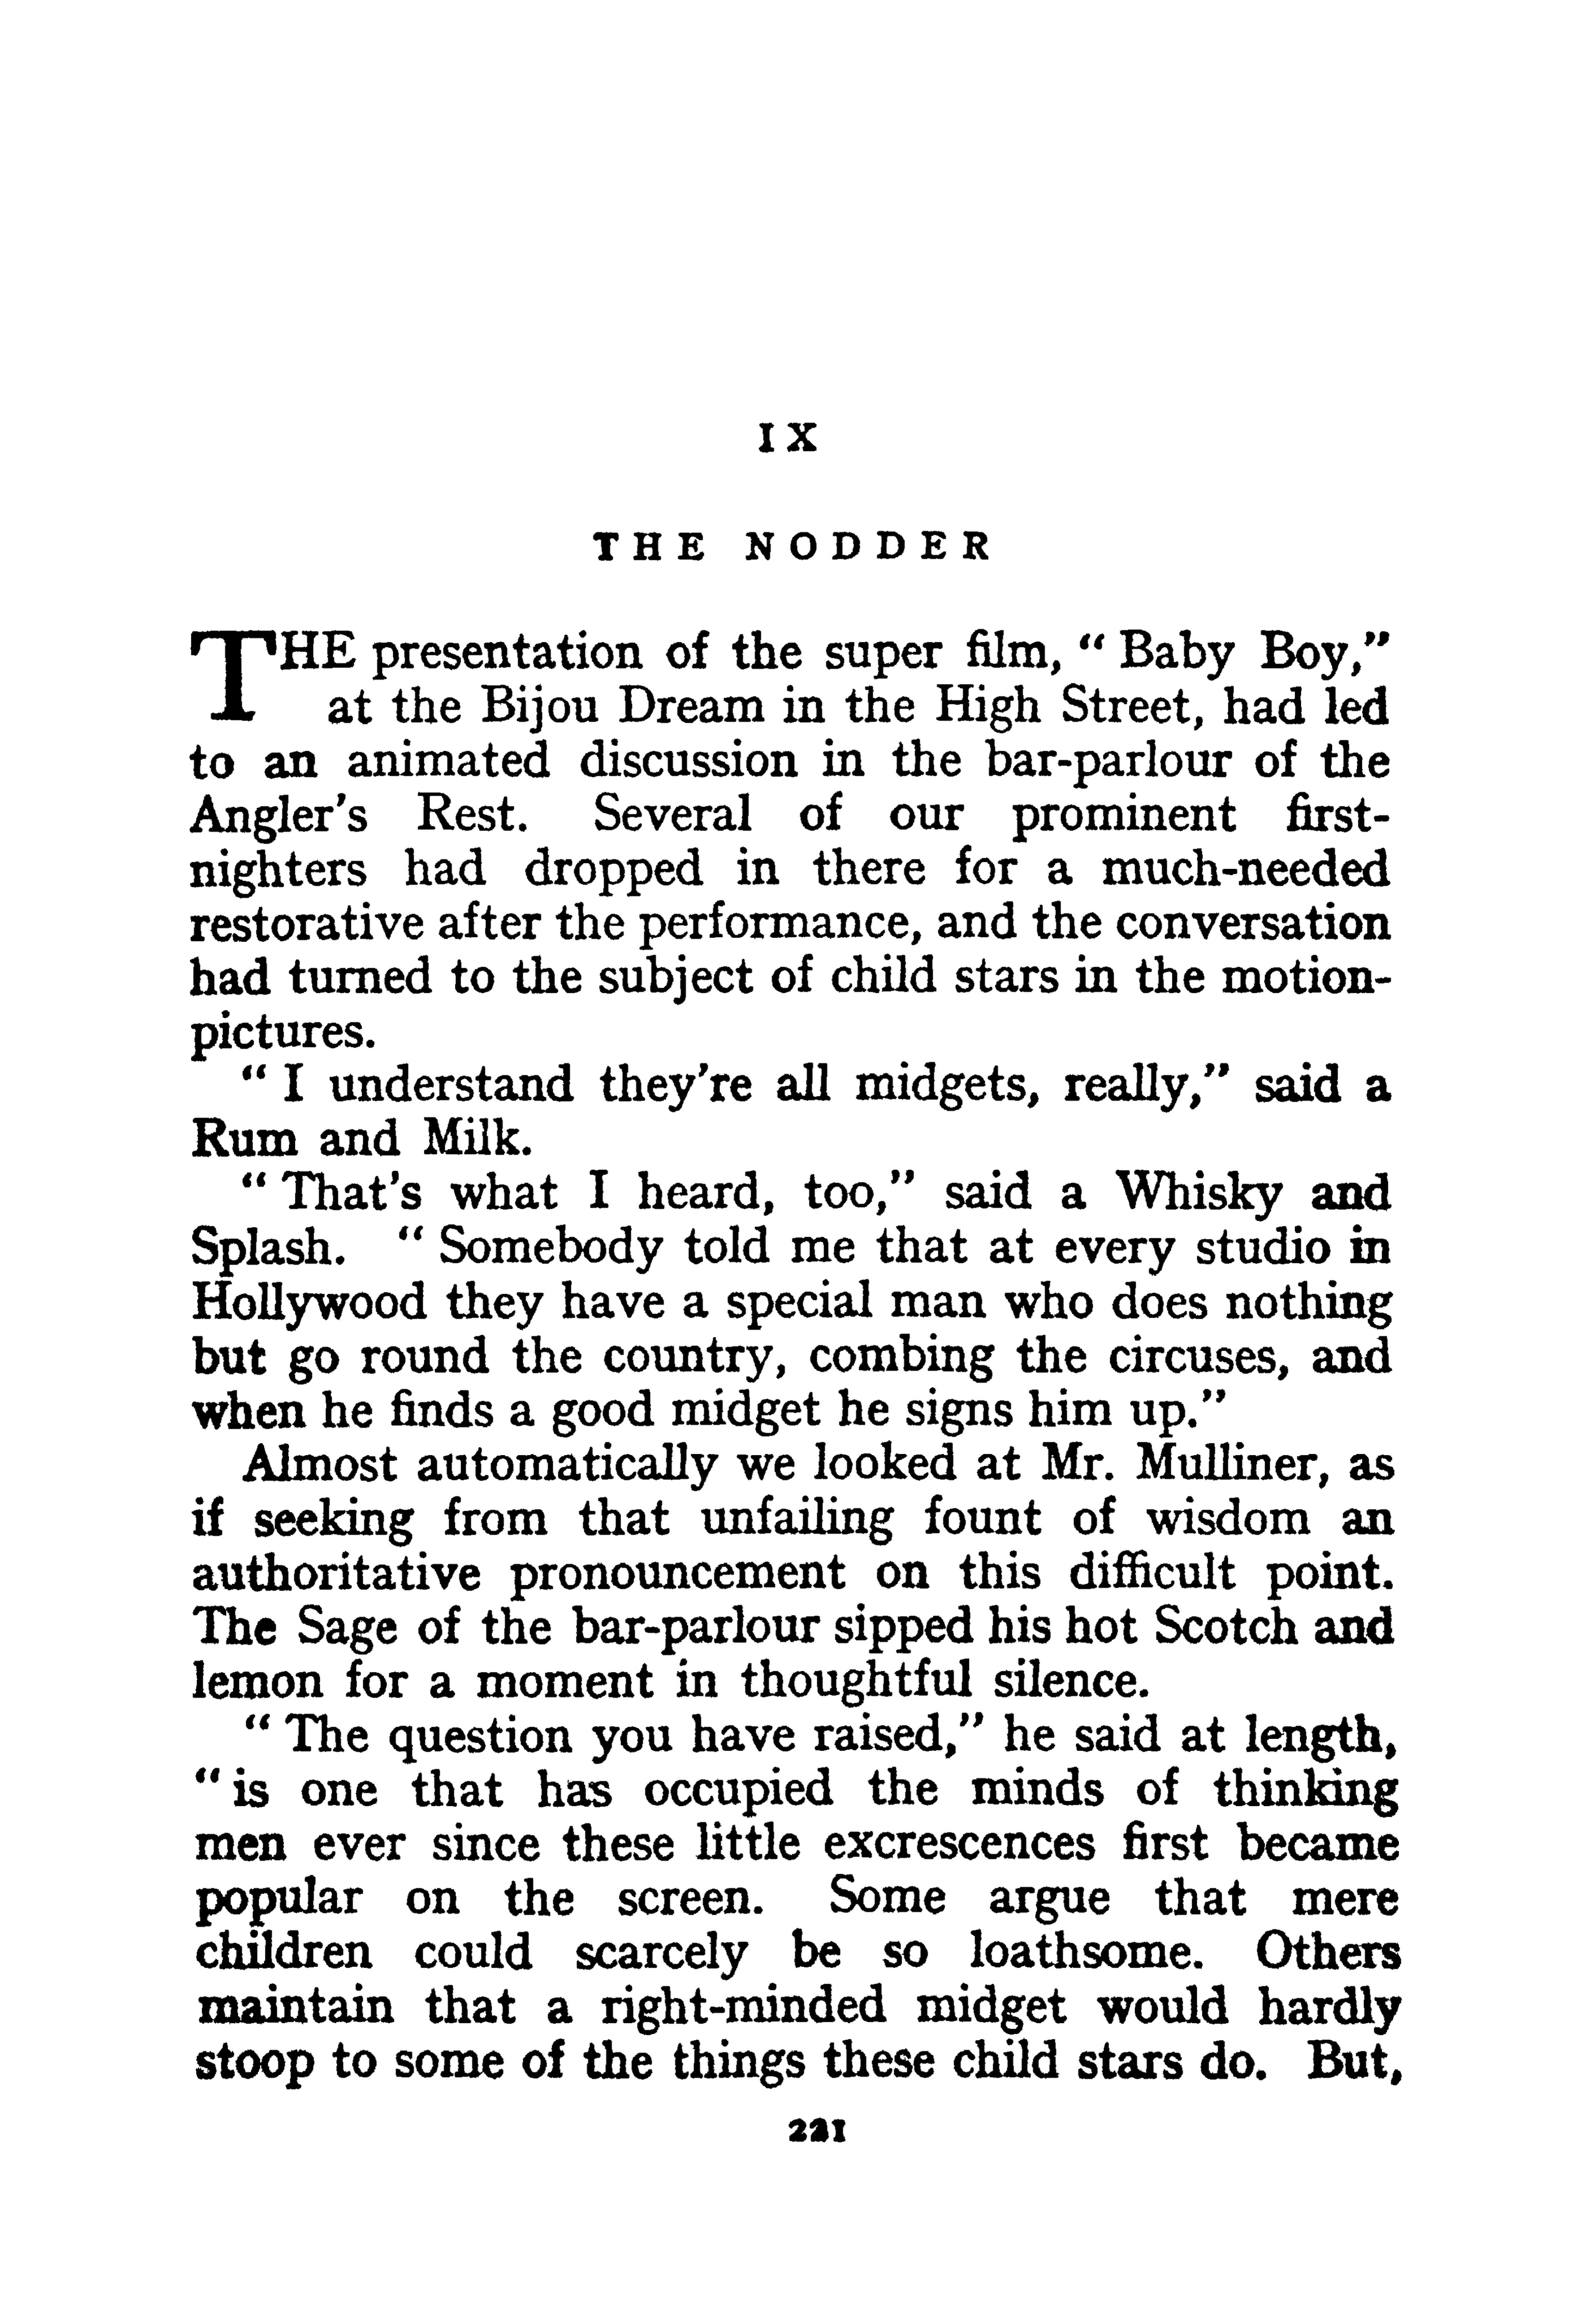 IX
THE NODDER
THE presentation of the super film, “ Baby Boy,”
at the Bijou Dream in the High Street, had led
to an animated discussion in the bar-parlour of the
Angler’s Rest. Several of our prominent first-
nighters had dropped in there for a much-needed
restorative after the performance, and the conversation
had turned to the subject of child stars in the motion-
pictures.
“ I understand they’re all midgets, really,” said a
Rum and Milk.
“ That’s what I heard, too,” said a Whisky and
Splash. “ Somebody told me that at every studio in
Hollywood they have a special man who does nothing
but go round the country, combing the circuses, and
when he finds a good midget he signs him up.”
Almost automatically we looked at Mr. Mulliner, as
if seeking from that unfailing fount of wisdom an
authoritative pronouncement on this difficult point.
The Sage of the bar-parlour sipped his hot Scotch and
lemon for a moment in thoughtful silence.
“ The question you have raised,” he said at length,
“ is one that has occupied the minds of thinking
men ever since these little excrescences first became
popular on the screen. Some argue that mere
children could scarcely be so loathsome. Others
maintain that a right-minded midget would hardly
stoop to some of the things these child stars do. But,
221